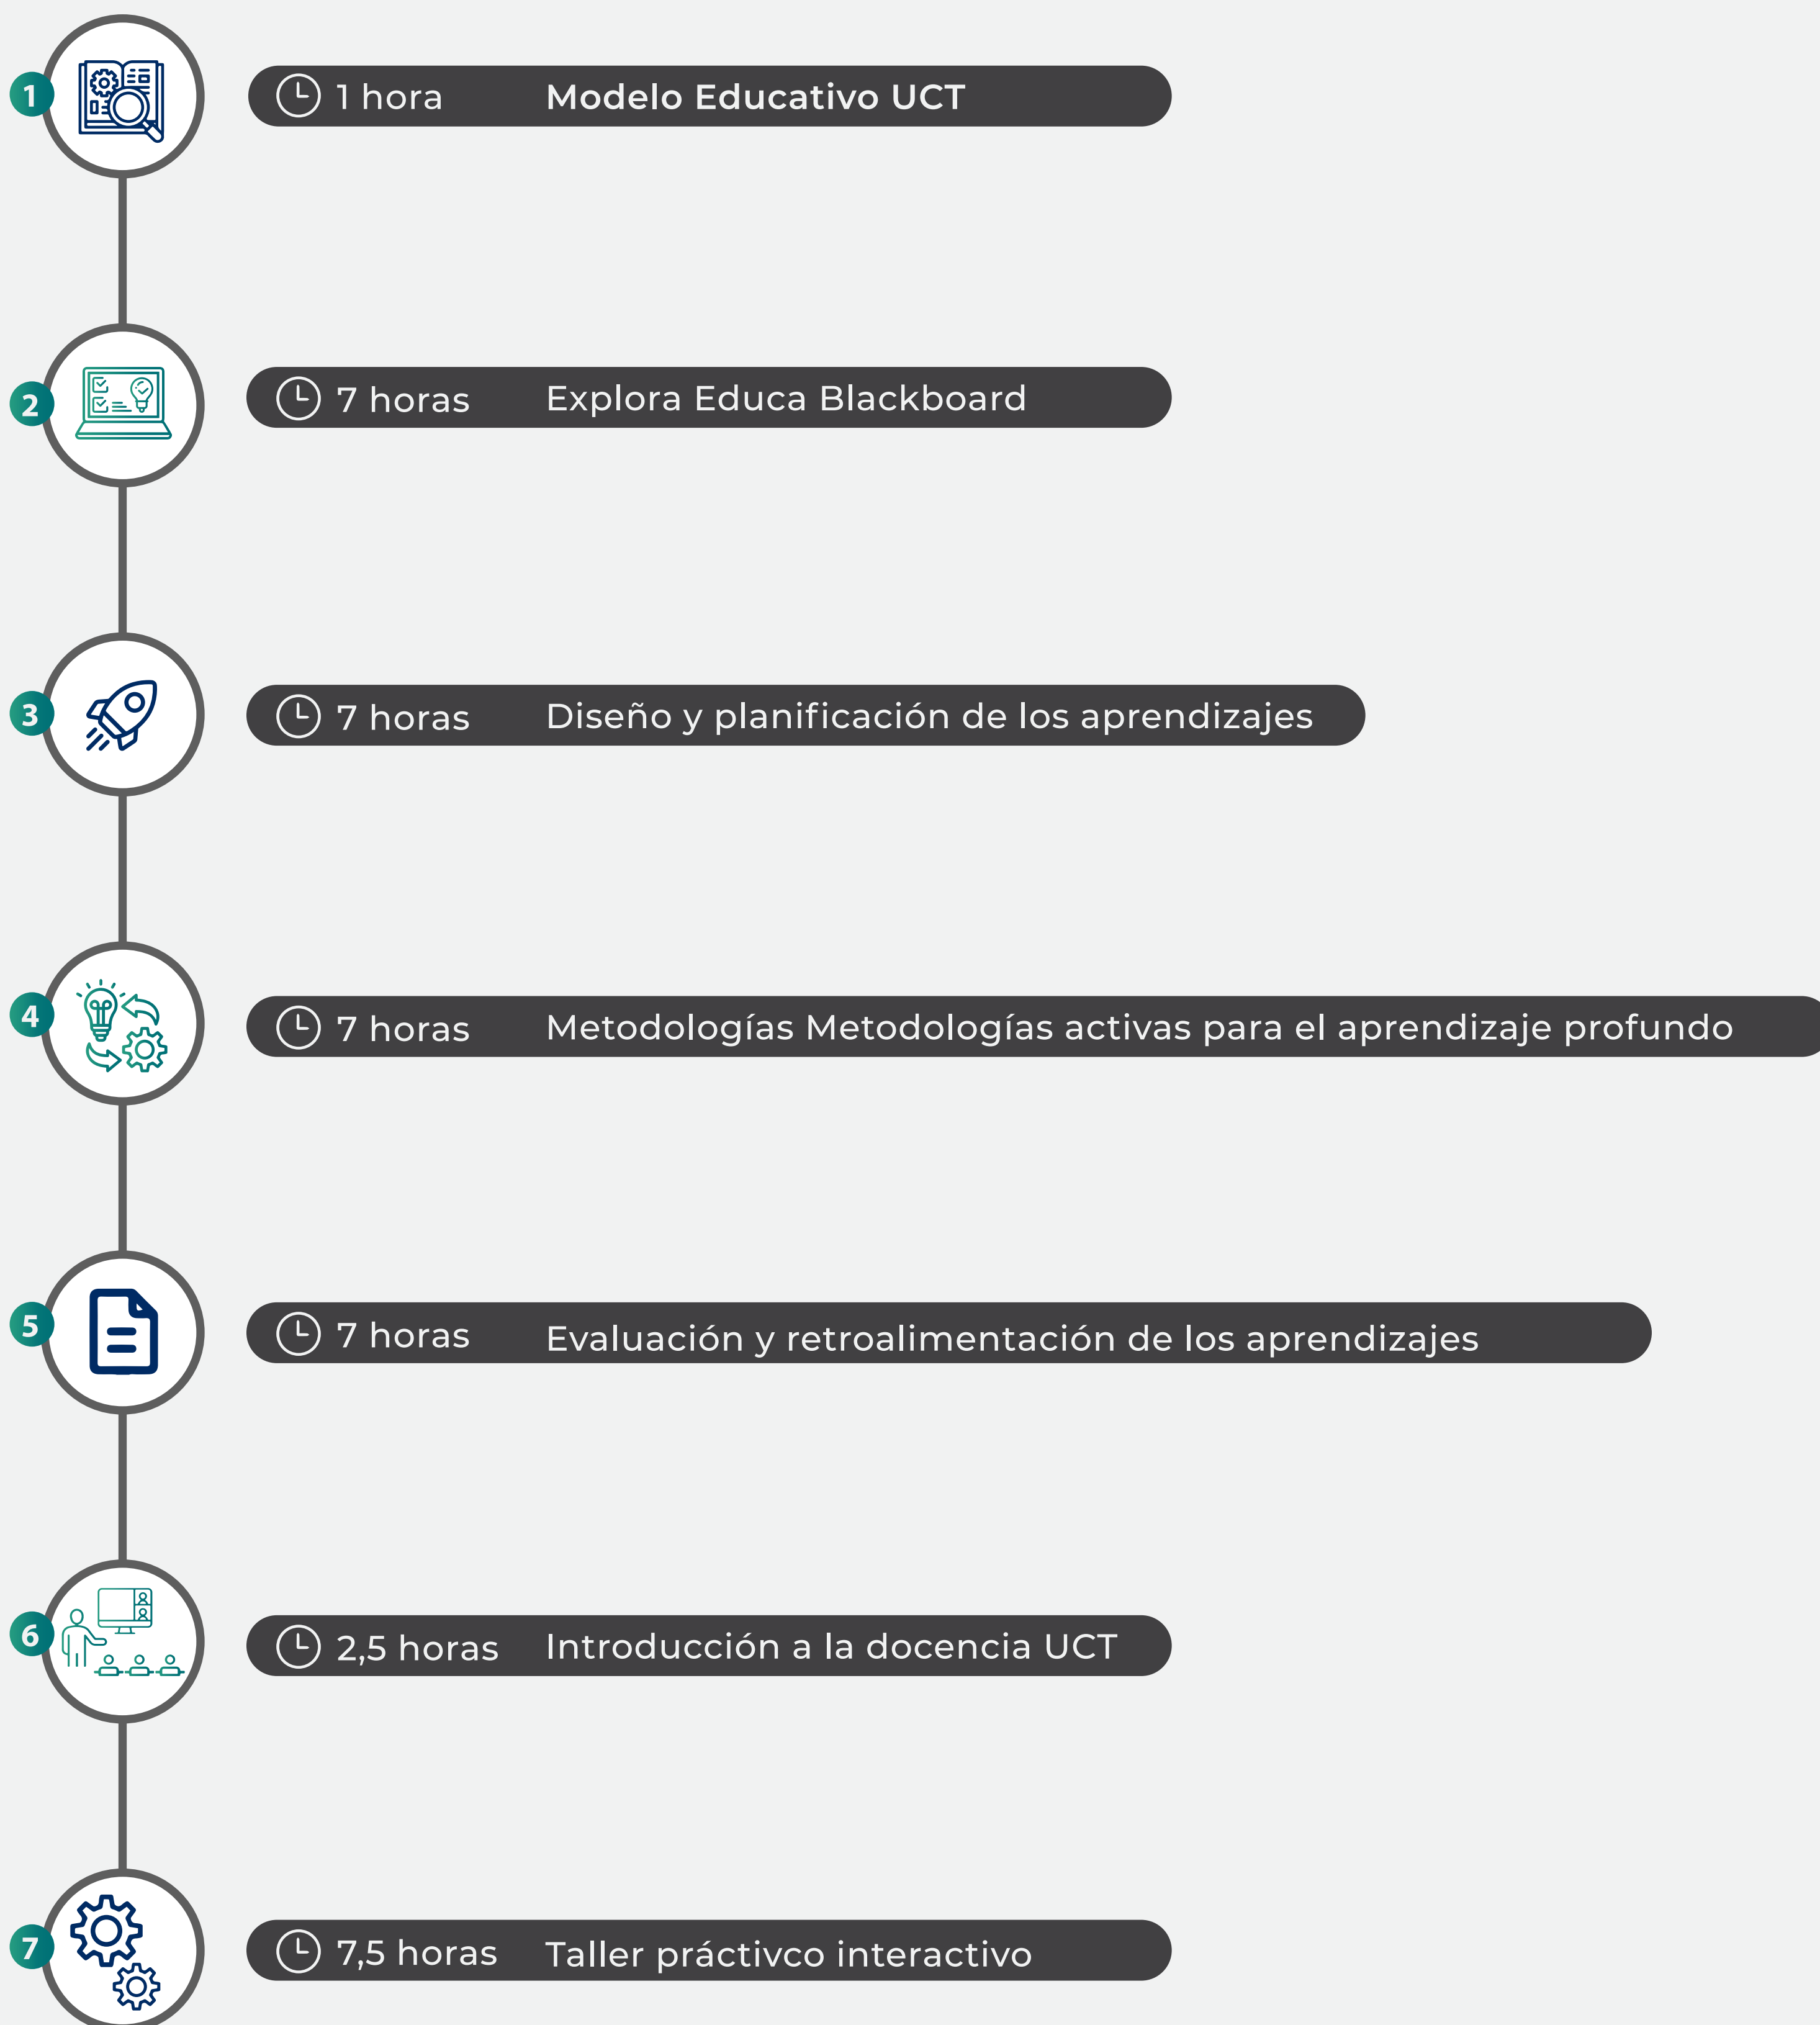 1
1 hora Modelo Educativo UCT
2
7 horas Explora Educa Blackboard
3
7 horas Diseño y planificación de los aprendizajes
4
7 horas Metodologías Metodologías activas para el aprendizaje profundo
5
7 horas Evaluación y retroalimentación de los aprendizajes
6
2,5 horas Introducción a la docencia UCT
7
7,5 horas Taller práctivco interactivo